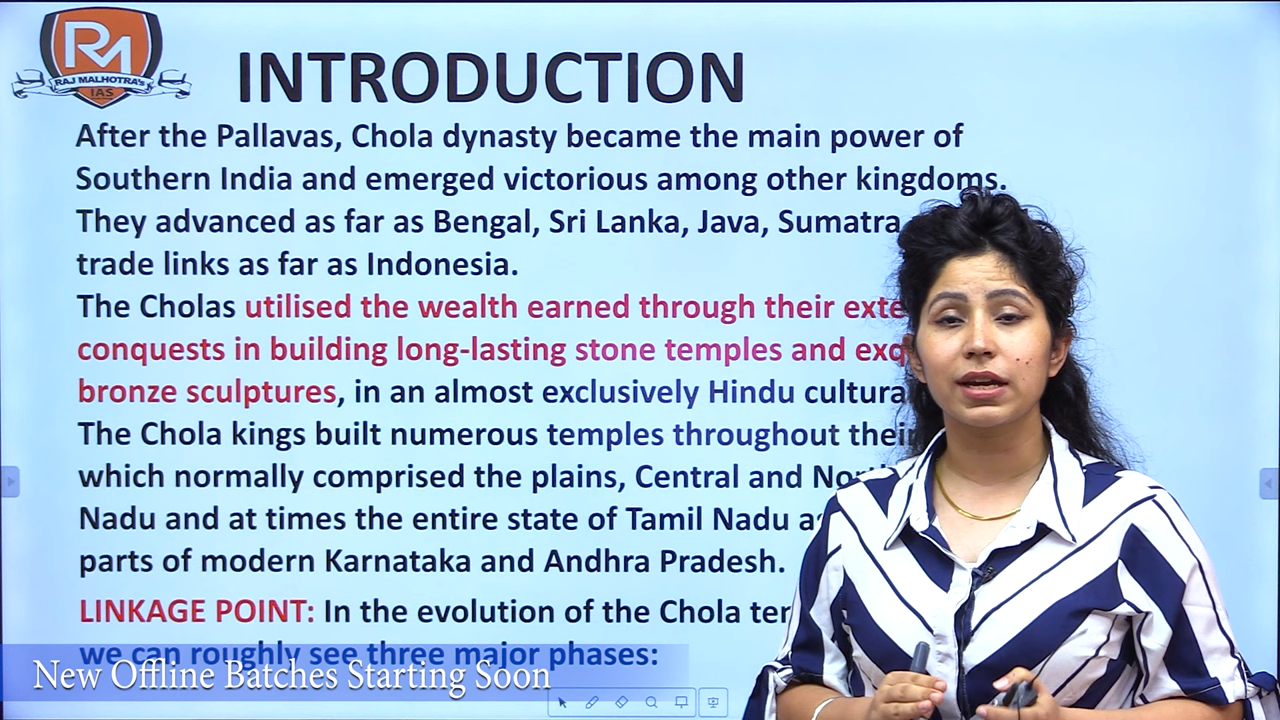 RM
RAJ MALHOTRA's
IAS
INTRODUCTION
After the Pallavas, Chola dynasty became the main power of
Southern India and emerged victorious among other kingdoms.
They advanced as far as Bengal, Sri Lanka, Java, Sumatra
trade links as far as Indonesia.
The Cholas utilised the wealth earned through their
conquests in building long-lasting stone temples and
bronze sculptures, in an almost exclusively Hindu
The Chola kings built numerous temples throughout their
which normally comprised the plains, Central and
Nadu and at times the entire state of Tamil Nadu
parts of modern Karnataka and Andhra Pradesh.
LINKAGE POINT: In the evolution of the Chola
we can roughly see three major phases:
New Offline Batches Starting Soon